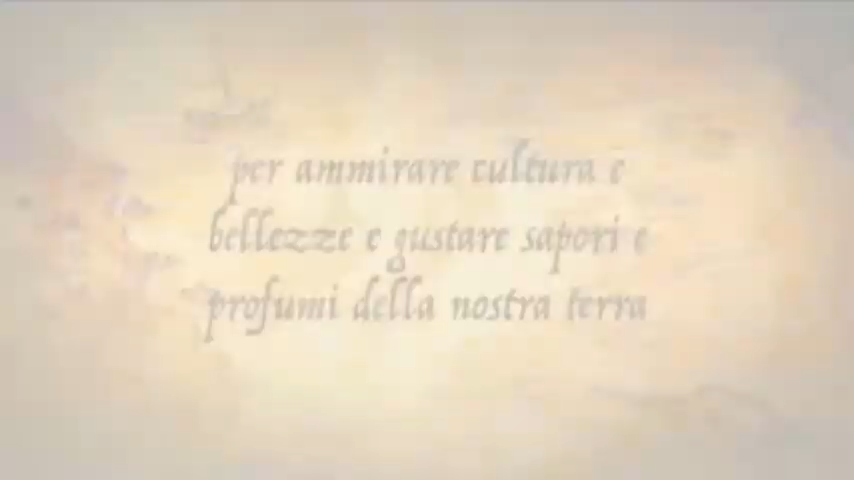 per ammirare cultura e
bellezze e gustare sapori e
profumi della nostra terra